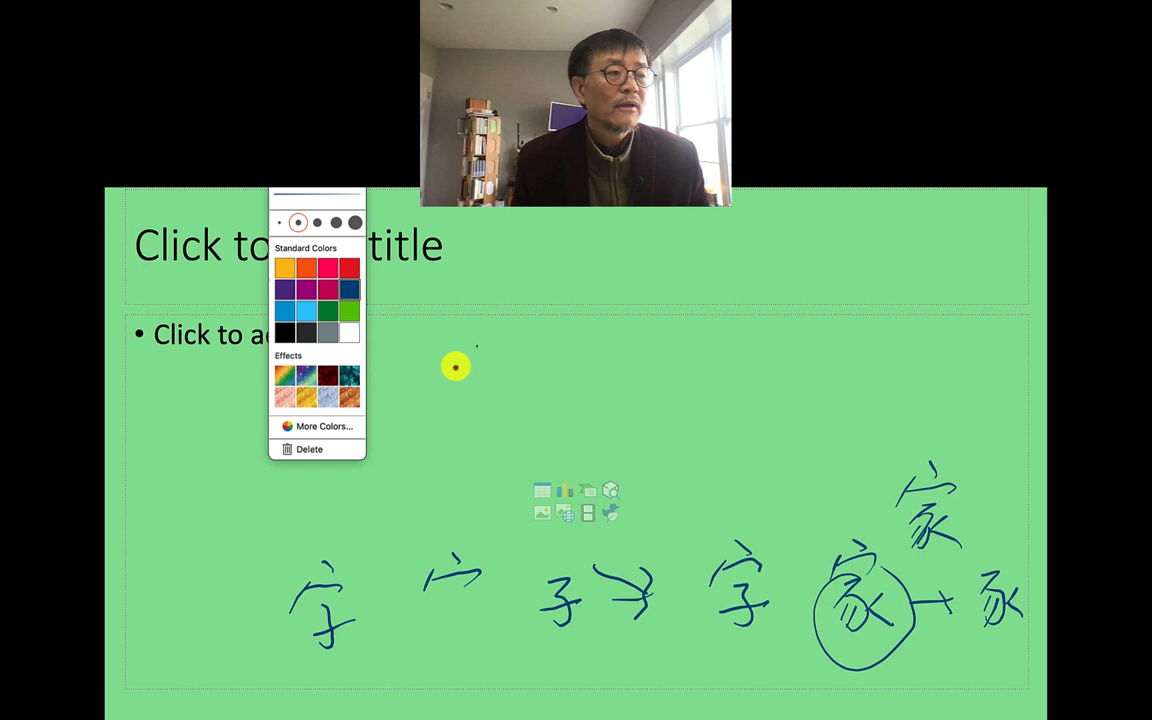 Click to title
Standard Colors
• Click to a
Effects
More Colors...
Delete
家
字 宀 子 字 家 豕